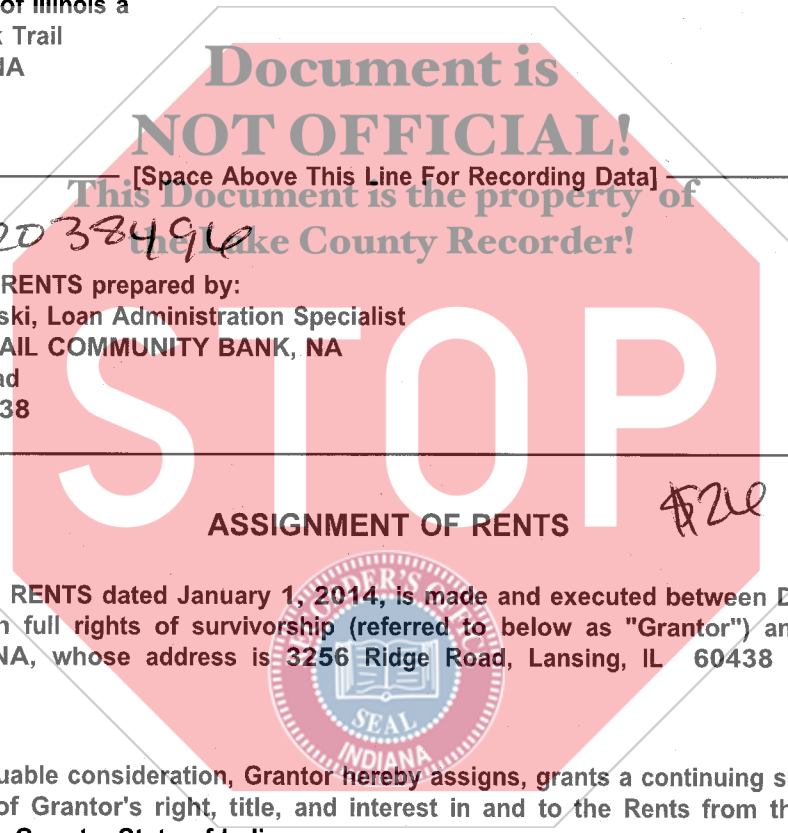 of Illinois a
k Trail
NA
Document is
NOT OFFICIAL!
[Space Above This Line For Recording Data]
This Document is the property of
the Lake County Recorder!
20 38496
RENTS prepared by:
ski, Loan Administration Specialist
AIL COMMUNITY BANK, NA
ad
38
STOP
ASSIGNMENT OF RENTS
$26
RENTS dated January 1, 2014, is made and executed between D
n full rights of survivorship (referred to below as "Grantor") an
NA, whose address is 3256 Ridge Road, Lansing, IL 60438
SEAL
INDIANA
uable consideration, Grantor hereby assigns, grants a continuing s
of Grantor's right, title, and interest in and to the Rents from th